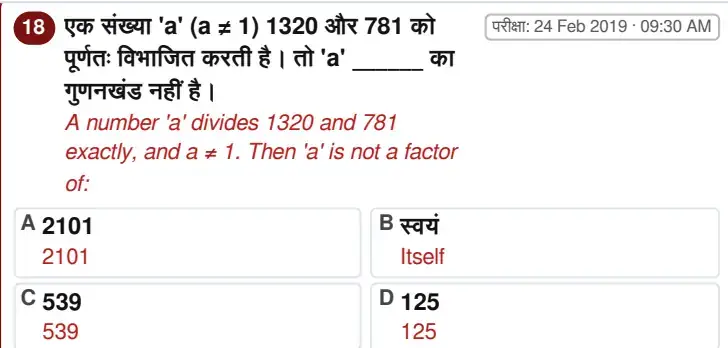 18 एक संख्या 'a' (a ≠ 1) 1320 और 781 को
परीक्षा: 24 Feb 2019 · 09:30 AM
पूर्णतः विभाजित करती है। तो 'a' ______ का
गुणनखंड नहीं है।
A number 'a' divides 1320 and 781
exactly, and a ≠ 1. Then 'a' is not a factor
of:
A 2101
2101
B स्वयं
Itself
C 539
539
D 125
125